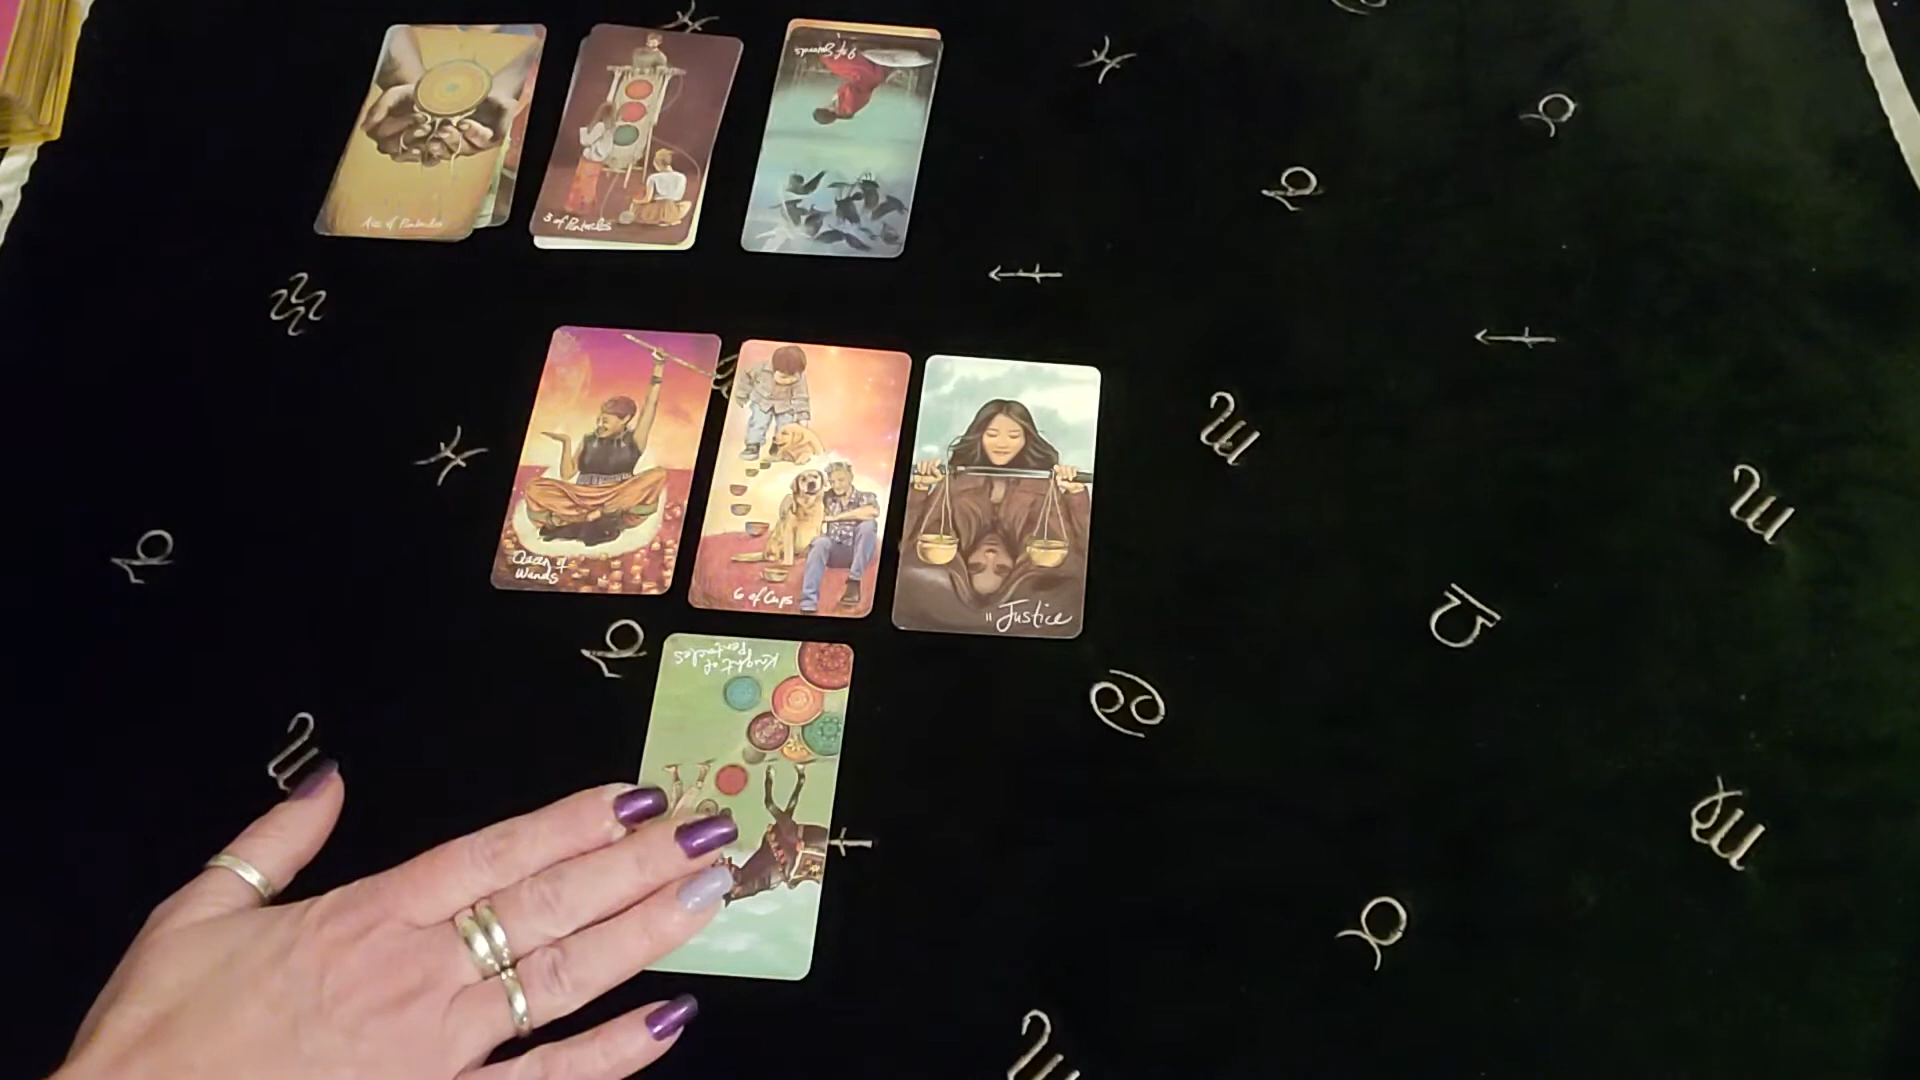 Ace of Pentacles
3 of Pentacles
9 of Swords
Queen of
Wands
6 of Cups
11 Justice
Knight of
Pentacles